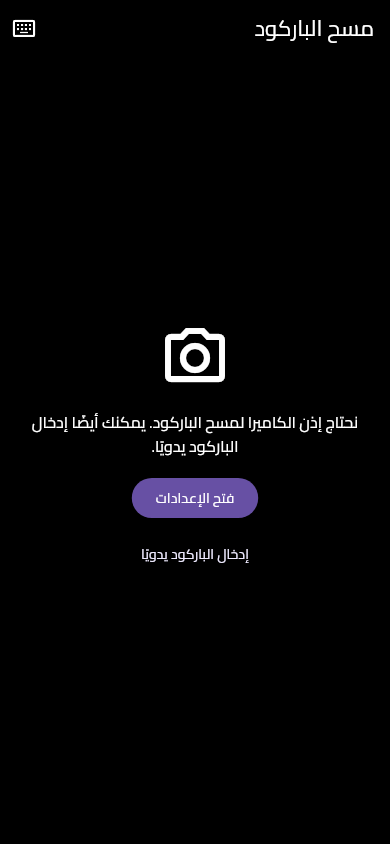 مسح الباركود
نحتاج إذن الكاميرا لمسح الباركود. يمكنك أيضًا إدخال
الباركود يدويًا.
فتح الإعدادات
إدخال الباركود يدويًا